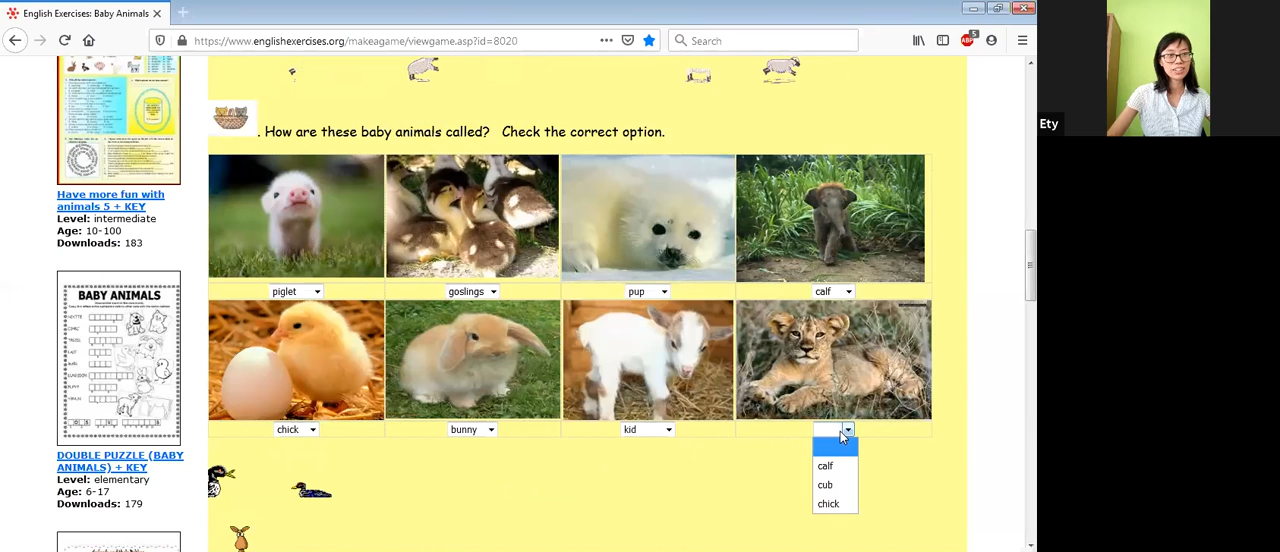 English Exercises: Baby Animals
https://www.englishexercises.org/makeagame/viewgame.asp?id=8020
Search
ABP
5
Ety
. How are these baby animals called? Check the correct option.
Have more fun with
animals 5 + KEY
Level: intermediate
Age: 10-100
Downloads: 183
piglet
goslings
pup
calf
BABY ANIMALS
chick
bunny
kid
calf
cub
chick
DOUBLE PUZZLE (BABY
ANIMALS) + KEY
Level: elementary
Age: 6-17
Downloads: 179